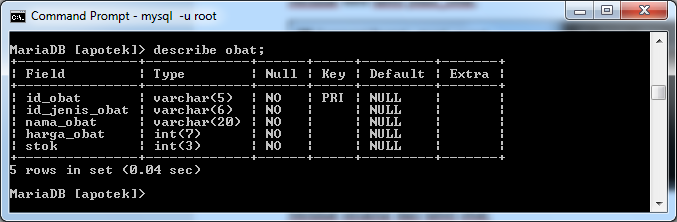 Command Prompt - mysql -u root
MariaDB [apotek]> describe obat;
+---------------+-------------+------+-----+---------+-------+
| Field         | Type        | Null | Key | Default | Extra |
+---------------+-------------+------+-----+---------+-------+
| id_obat       | varchar(5)  | NO   | PRI | NULL    |       |
| id_jenis_obat | varchar(6)  | NO   |     | NULL    |       |
| nama_obat     | varchar(20) | NO   |     | NULL    |       |
| harga_obat    | int(7)      | NO   |     | NULL    |       |
| stok          | int(3)      | NO   |     | NULL    |       |
+---------------+-------------+------+-----+---------+-------+
5 rows in set (0.04 sec)
MariaDB [apotek]>